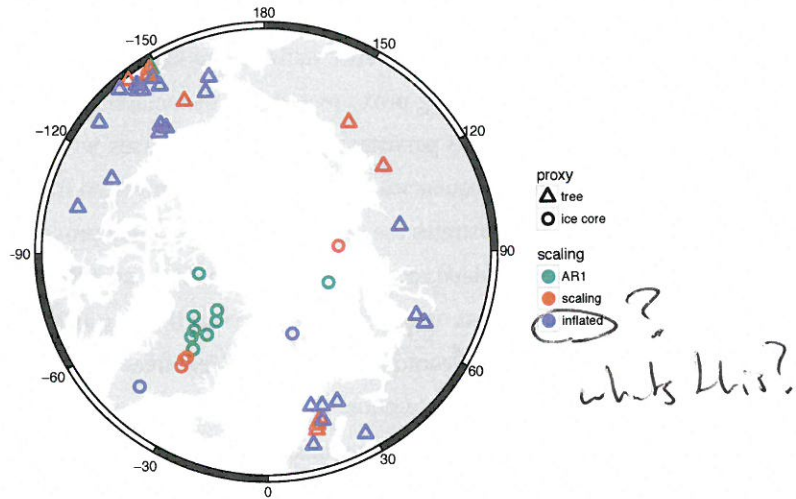 180
-150
150
-120
120
-90
90
-60
60
-30
30
0
proxy
tree
ice core
scaling
AR1
scaling
inflated
?
whats this?